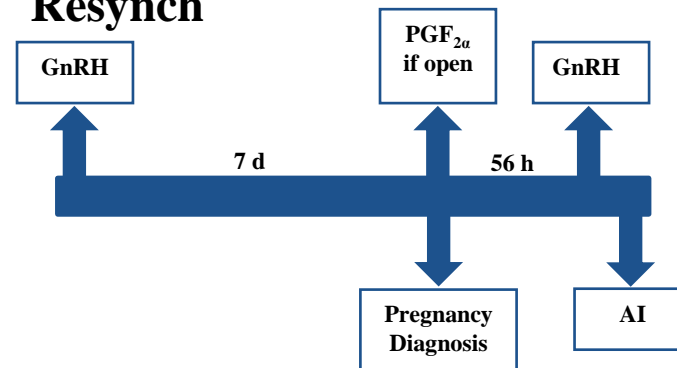 Resynch
GnRH
PGF2α
if open
GnRH
7 d
56 h
Pregnancy
Diagnosis
AI